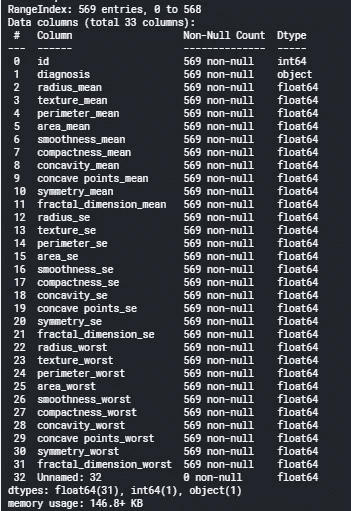 RangeIndex: 569 entries, 0 to 568
Data columns (total 33 columns):
 #   Column                   Non-Null Count  Dtype
---  ------                   --------------  -----
 0   id                       569 non-null    int64
 1   diagnosis                569 non-null    object
 2   radius_mean              569 non-null    float64
 3   texture_mean             569 non-null    float64
 4   perimeter_mean           569 non-null    float64
 5   area_mean                569 non-null    float64
 6   smoothness_mean          569 non-null    float64
 7   compactness_mean         569 non-null    float64
 8   concavity_mean           569 non-null    float64
 9   concave points_mean      569 non-null    float64
 10  symmetry_mean            569 non-null    float64
 11  fractal_dimension_mean   569 non-null    float64
 12  radius_se                569 non-null    float64
 13  texture_se               569 non-null    float64
 14  perimeter_se             569 non-null    float64
 15  area_se                  569 non-null    float64
 16  smoothness_se            569 non-null    float64
 17  compactness_se           569 non-null    float64
 18  concavity_se             569 non-null    float64
 19  concave points_se        569 non-null    float64
 20  symmetry_se              569 non-null    float64
 21  fractal_dimension_se     569 non-null    float64
 22  radius_worst             569 non-null    float64
 23  texture_worst            569 non-null    float64
 24  perimeter_worst          569 non-null    float64
 25  area_worst               569 non-null    float64
 26  smoothness_worst         569 non-null    float64
 27  compactness_worst        569 non-null    float64
 28  concavity_worst          569 non-null    float64
 29  concave points_worst     569 non-null    float64
 30  symmetry_worst           569 non-null    float64
 31  fractal_dimension_worst  569 non-null    float64
 32  Unnamed: 32              0 non-null      float64
dtypes: float64(31), int64(1), object(1)
memory usage: 146.8+ KB